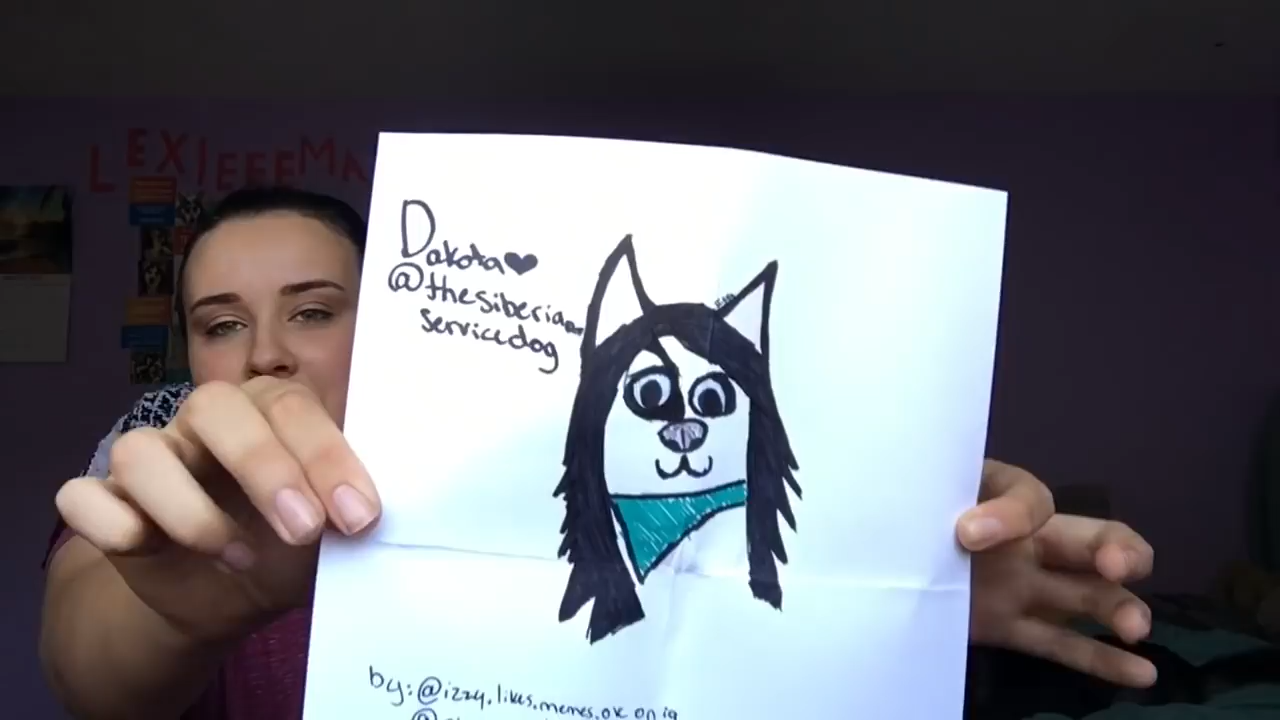 LEXIEEEMA
Dakota♥
@thesiberian
servicedog
by: @izzy.likes.memes.ok on ig